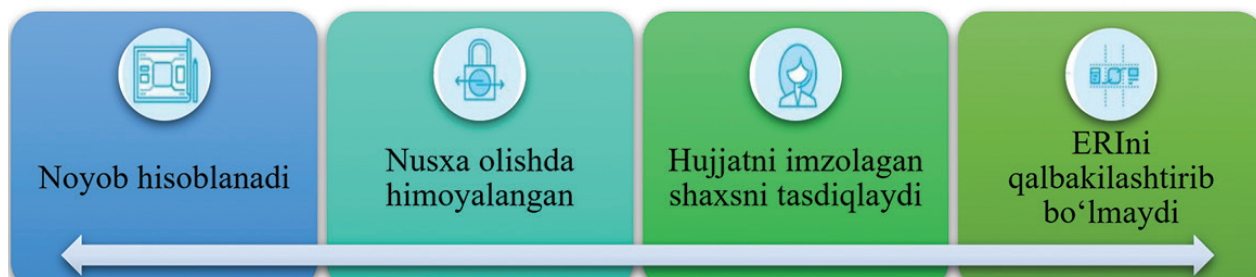 Noyob hisoblanadi
Nusxa olishda
himoyalangan
Hujjatni imzolagan
shaxsni tasdiqlaydi
ERIni
qalbakilashtirib
bo‘lmaydi